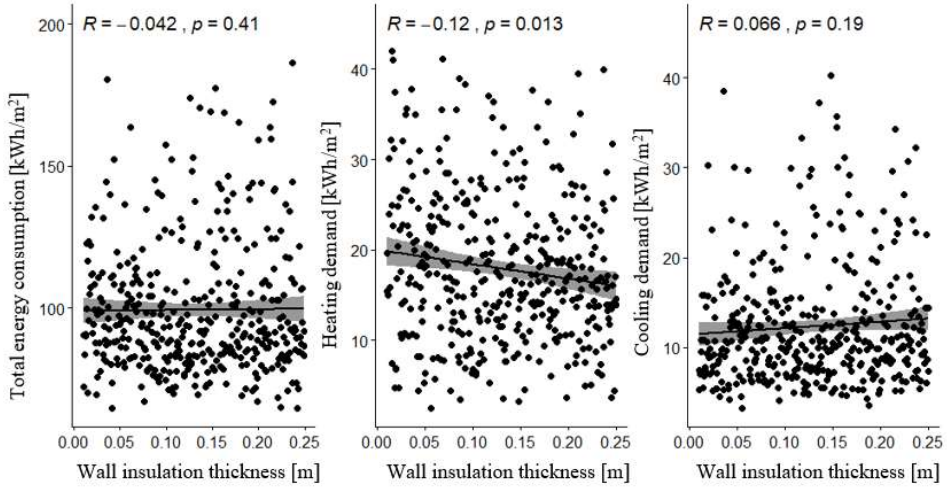 R = −0.042 , p = 0.41
Total energy consumption [kWh/m²]
200
150
100
0.00 0.05 0.10 0.15 0.20 0.25
Wall insulation thickness [m]
R = −0.12 , p = 0.013
Heating demand [kWh/m²]
40
30
20
10
0.00 0.05 0.10 0.15 0.20 0.25
Wall insulation thickness [m]
R = 0.066 , p = 0.19
Cooling demand [kWh/m²]
40
30
20
10
0.00 0.05 0.10 0.15 0.20 0.25
Wall insulation thickness [m]